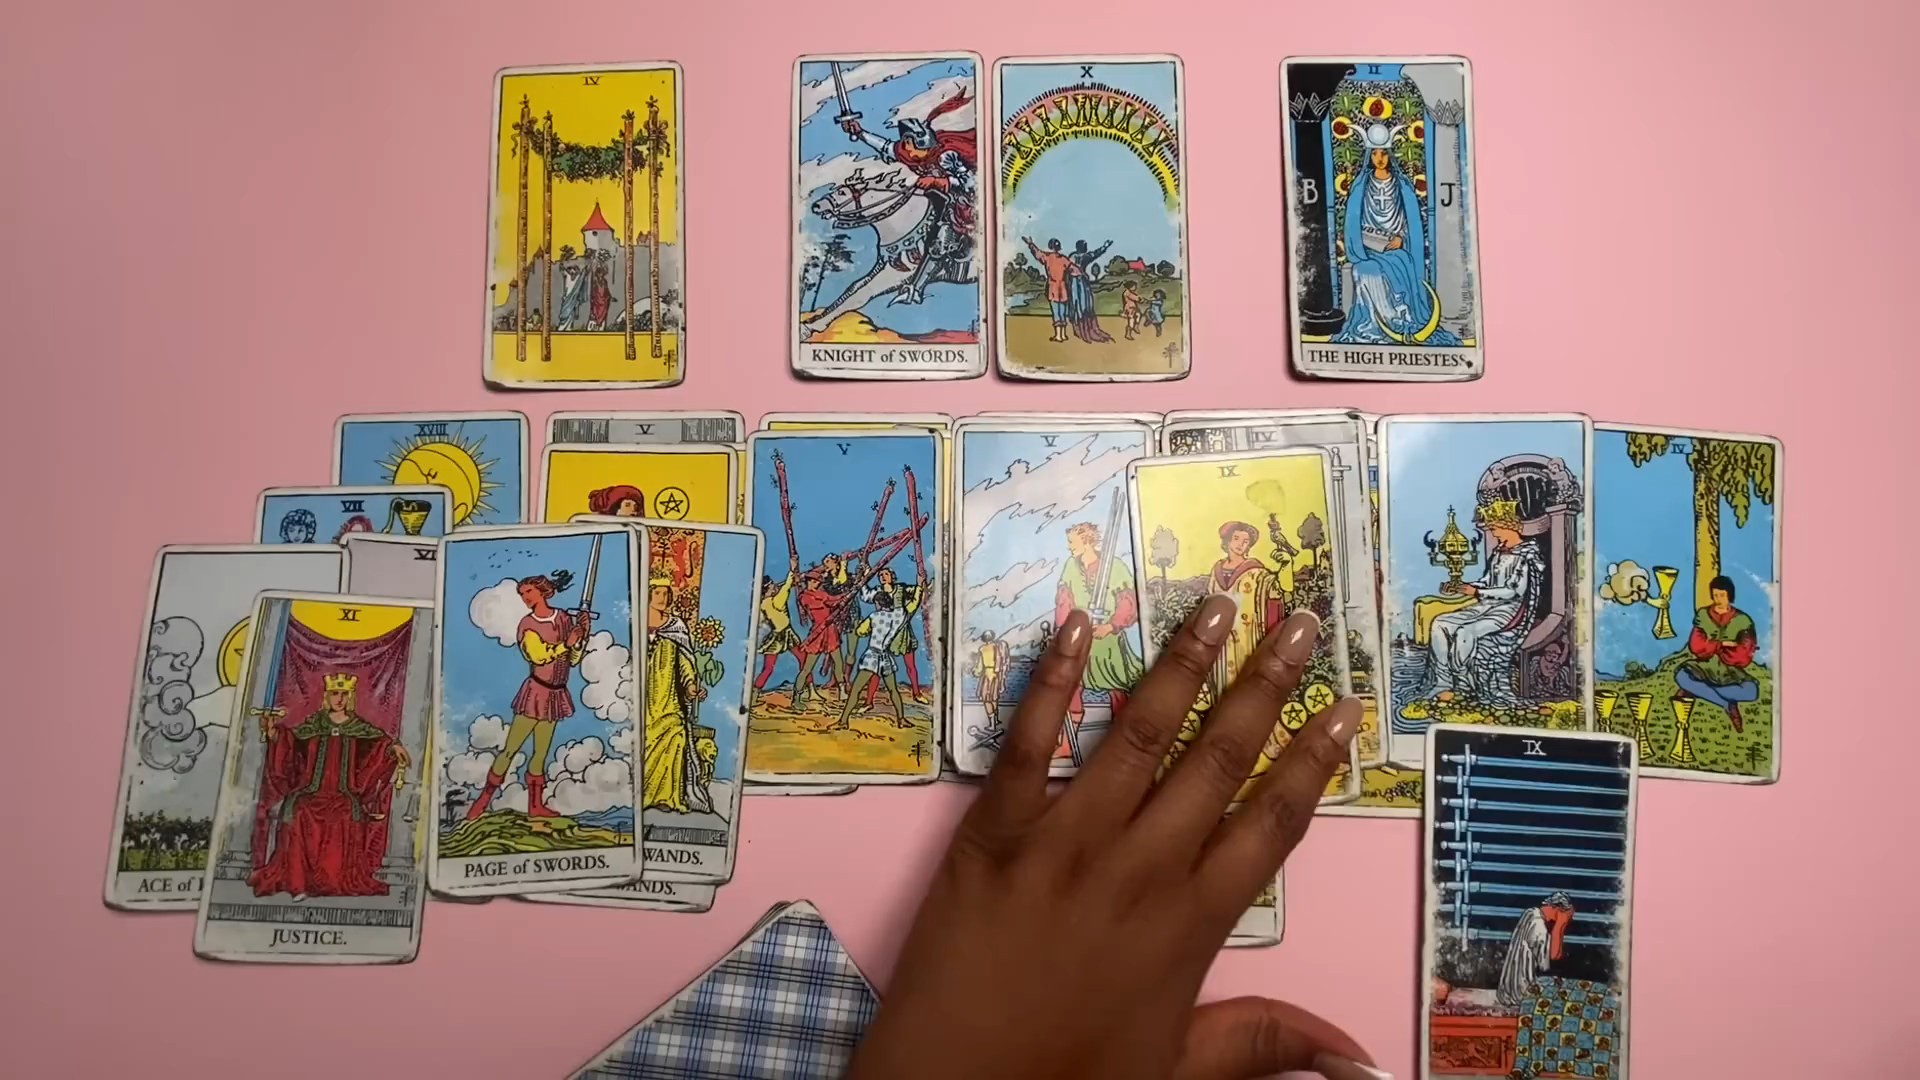 IV
KNIGHT of SWORDS.
X
II
B
J
THE HIGH PRIESTESS.
XVIII
V
V
V
IV
IX
IV
VII
XI
JUSTICE.
ACE of
PAGE of SWORDS.
WANDS.
WANDS.
IX